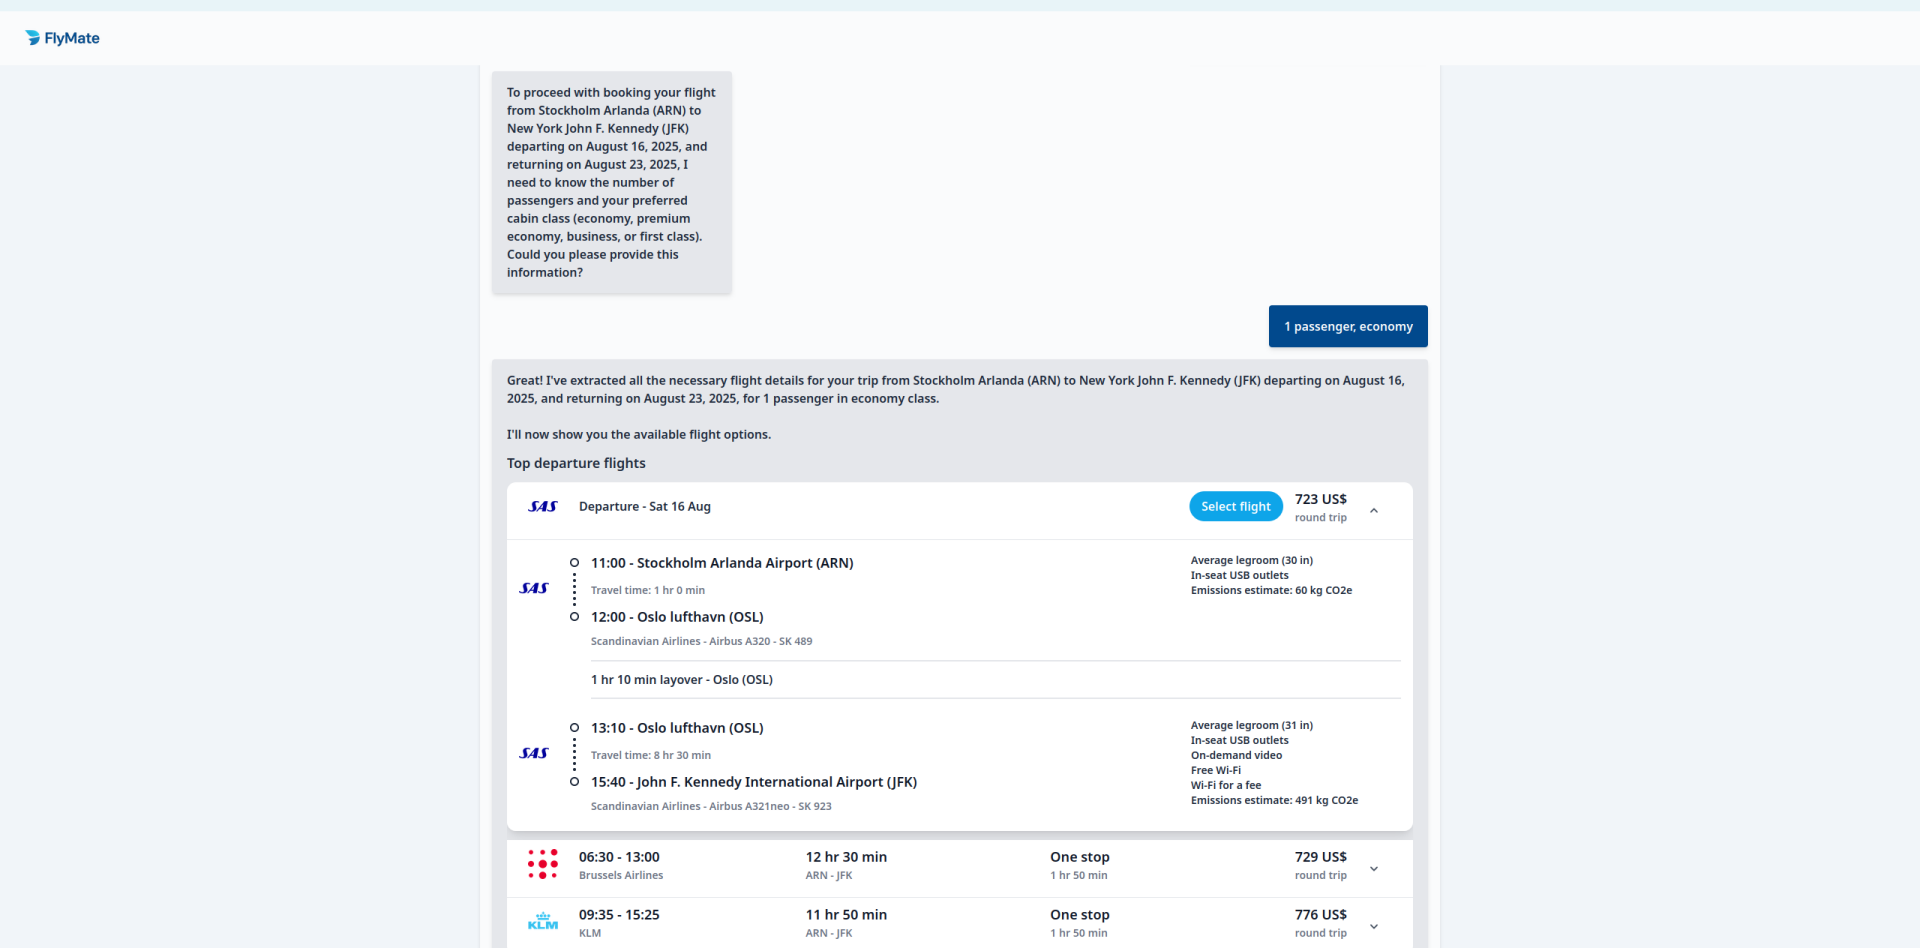 FlyMate
To proceed with booking your flight
from Stockholm Arlanda (ARN) to
New York John F. Kennedy (JFK)
departing on August 16, 2025, and
returning on August 23, 2025, I
need to know the number of
passengers and your preferred
cabin class (economy, premium
economy, business, or first class).
Could you please provide this
information?
1 passenger, economy
Great! I've extracted all the necessary flight details for your trip from Stockholm Arlanda (ARN) to New York John F. Kennedy (JFK) departing on August 16,
2025, and returning on August 23, 2025, for 1 passenger in economy class.
I'll now show you the available flight options.
Top departure flights
SAS Departure - Sat 16 Aug Select flight 723 US$
round trip
11:00 - Stockholm Arlanda Airport (ARN)
SAS
Travel time: 1 hr 0 min
12:00 - Oslo lufthavn (OSL)
Scandinavian Airlines - Airbus A320 - SK 489
Average legroom (30 in)
In-seat USB outlets
Emissions estimate: 60 kg CO2e
1 hr 10 min layover - Oslo (OSL)
13:10 - Oslo lufthavn (OSL)
SAS
Travel time: 8 hr 30 min
15:40 - John F. Kennedy International Airport (JFK)
Scandinavian Airlines - Airbus A321neo - SK 923
Average legroom (31 in)
In-seat USB outlets
On-demand video
Free Wi-Fi
Wi-Fi for a fee
Emissions estimate: 491 kg CO2e
06:30 - 13:00 12 hr 30 min One stop 729 US$
Brussels Airlines ARN - JFK 1 hr 50 min round trip
09:35 - 15:25 11 hr 50 min One stop 776 US$
KLM KLM ARN - JFK 1 hr 50 min round trip